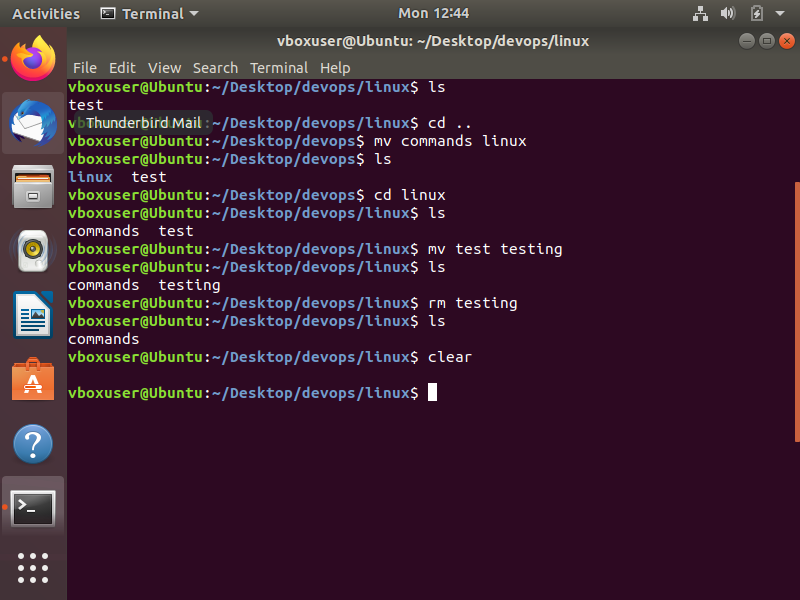 Activities Terminal Mon 12:44
vboxuser@Ubuntu: ~/Desktop/devops/linux
File Edit View Search Terminal Help
vboxuser@Ubuntu:~/Desktop/devops/linux$ ls
test
vboxuser@Ubuntu:~/Desktop/devops/linux$ cd ..
Thunderbird Mail
vboxuser@Ubuntu:~/Desktop/devops$ mv commands linux
vboxuser@Ubuntu:~/Desktop/devops$ ls
linux  test
vboxuser@Ubuntu:~/Desktop/devops$ cd linux
vboxuser@Ubuntu:~/Desktop/devops/linux$ ls
commands  test
vboxuser@Ubuntu:~/Desktop/devops/linux$ mv test testing
vboxuser@Ubuntu:~/Desktop/devops/linux$ ls
commands  testing
vboxuser@Ubuntu:~/Desktop/devops/linux$ rm testing
vboxuser@Ubuntu:~/Desktop/devops/linux$ ls
commands
vboxuser@Ubuntu:~/Desktop/devops/linux$ clear
vboxuser@Ubuntu:~/Desktop/devops/linux$